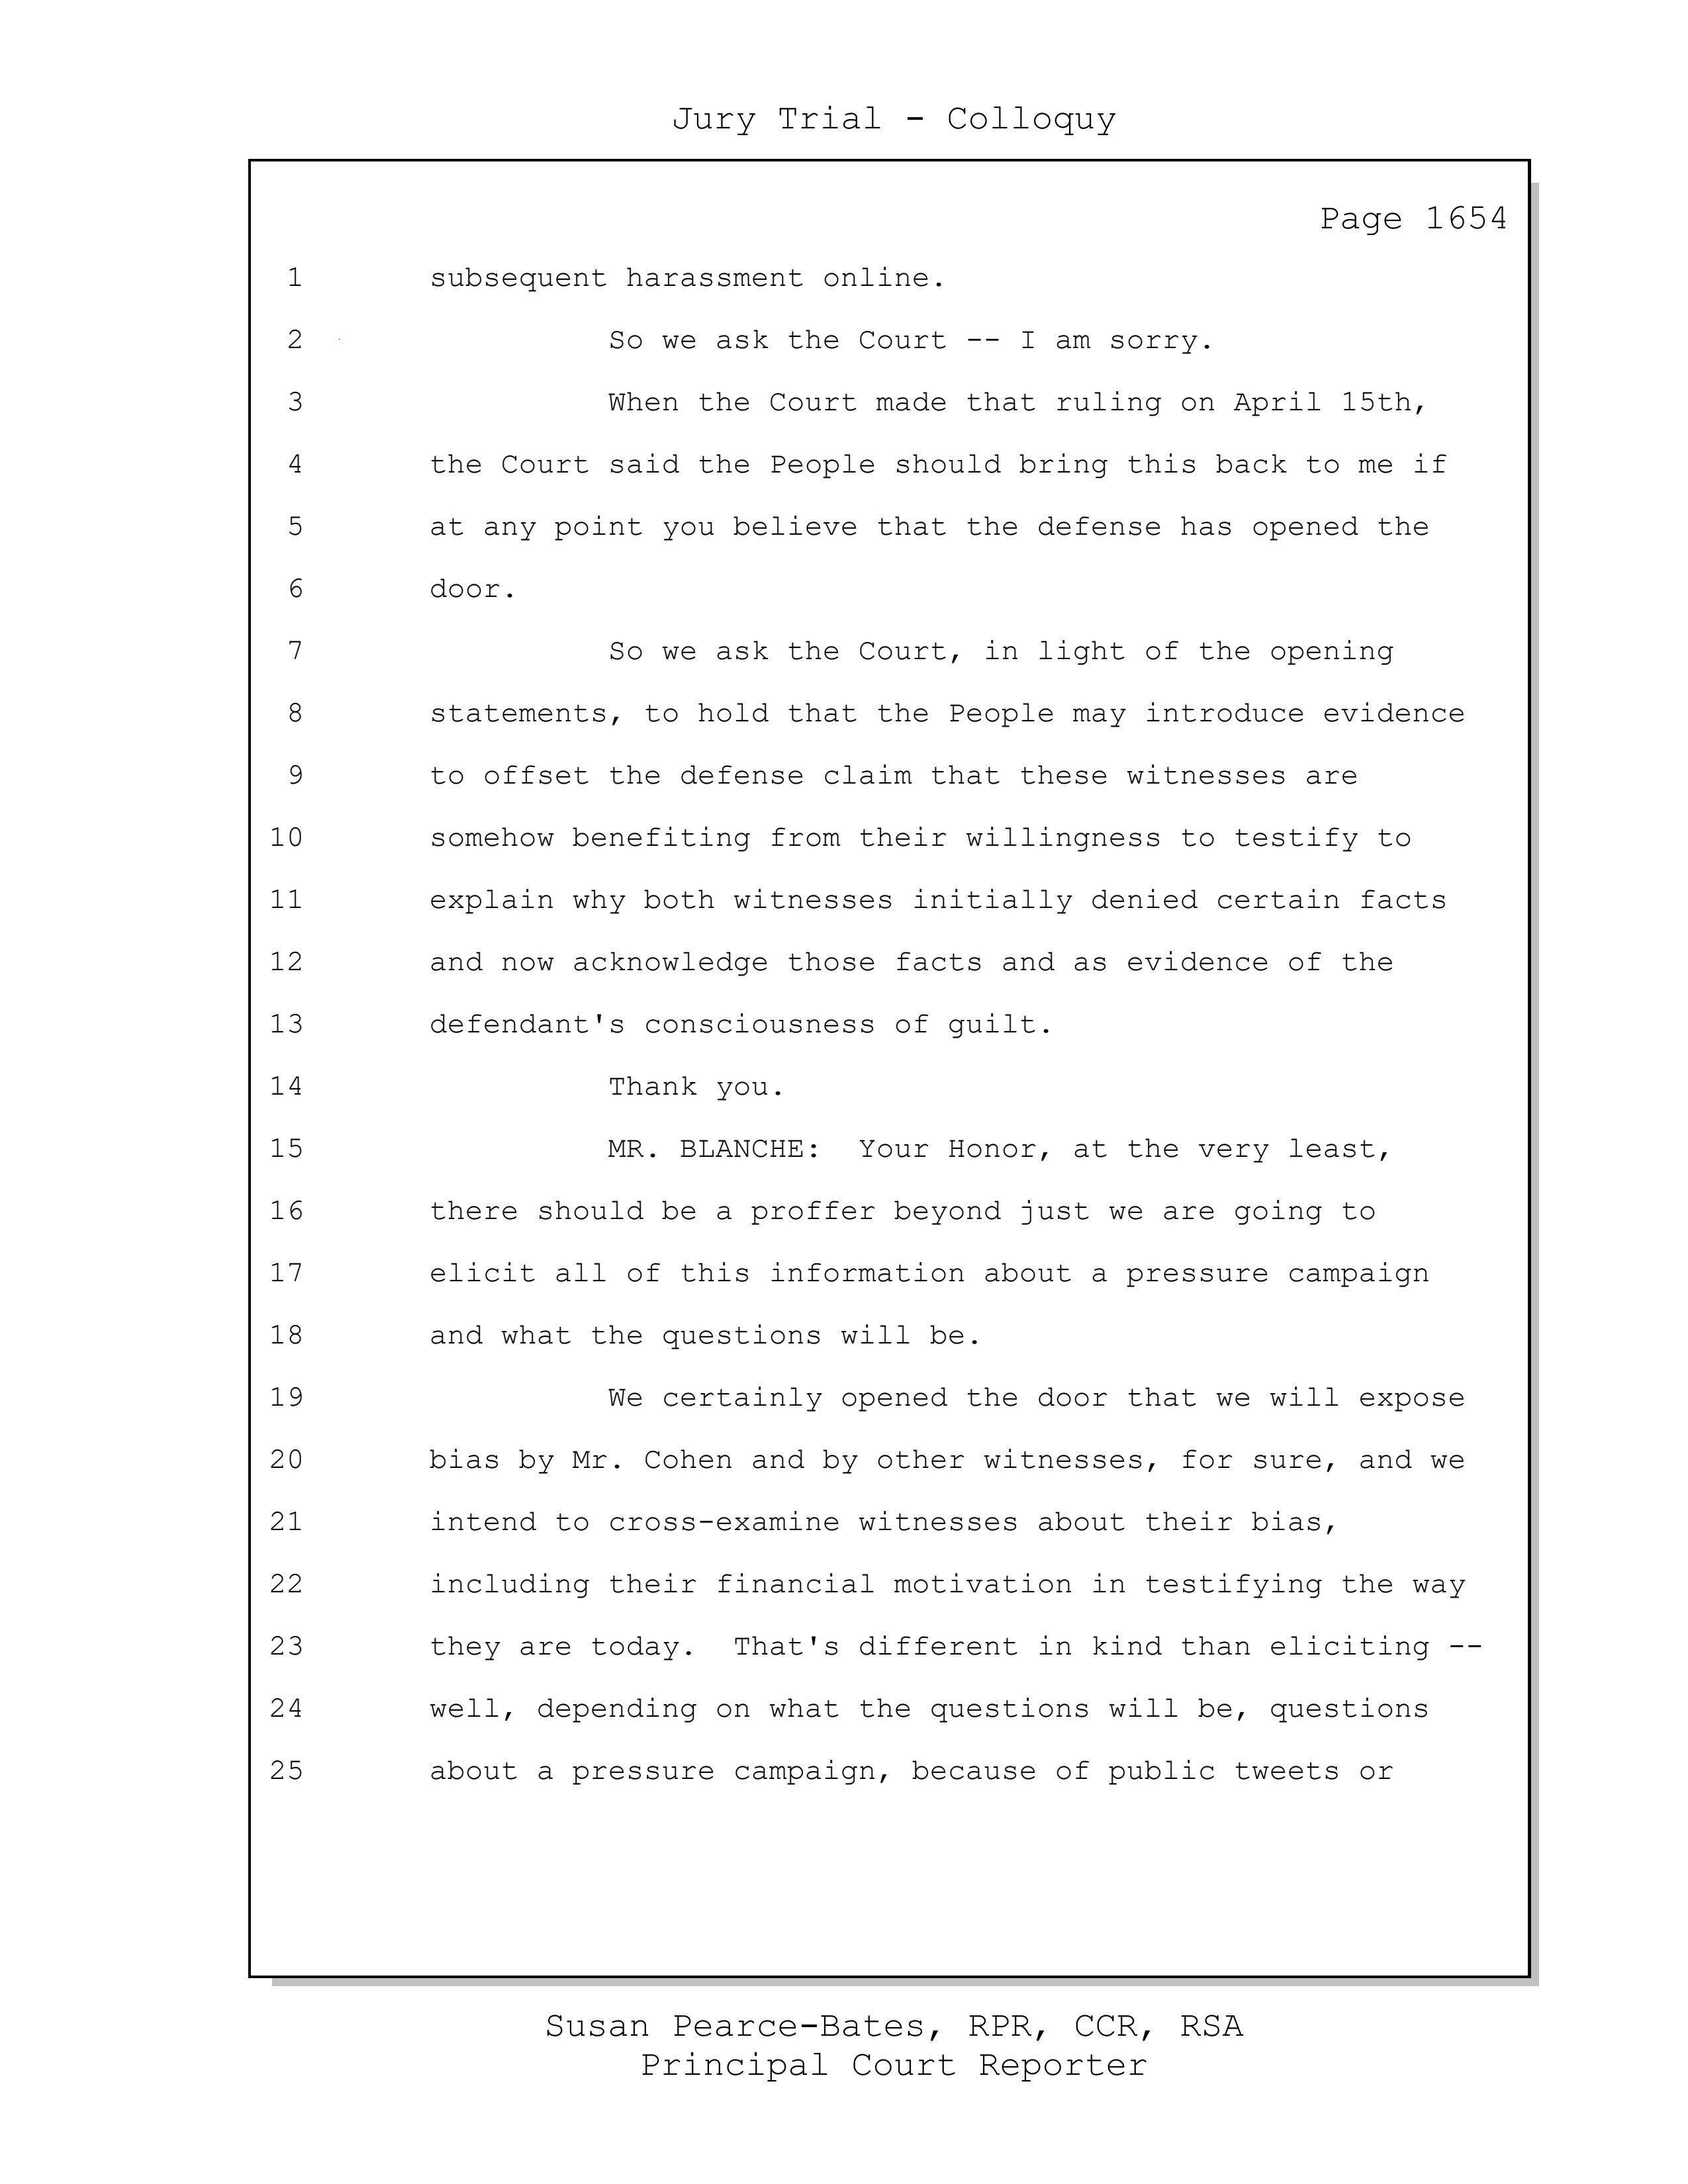 Jury Trial - Colloquy
Page 1654
1 subsequent harassment online.
2 So we ask the Court -- I am sorry.
3 When the Court made that ruling on April 15th,
4 the Court said the People should bring this back to me if
5 at any point you believe that the defense has opened the
6 door.
7 So we ask the Court, in light of the opening
8 statements, to hold that the People may introduce evidence
9 to offset the defense claim that these witnesses are
10 somehow benefiting from their willingness to testify to
11 explain why both witnesses initially denied certain facts
12 and now acknowledge those facts and as evidence of the
13 defendant's consciousness of guilt.
14 Thank you.
15 MR. BLANCHE: Your Honor, at the very least,
16 there should be a proffer beyond just we are going to
17 elicit all of this information about a pressure campaign
18 and what the questions will be.
19 We certainly opened the door that we will expose
20 bias by Mr. Cohen and by other witnesses, for sure, and we
21 intend to cross-examine witnesses about their bias,
22 including their financial motivation in testifying the way
23 they are today. That's different in kind than eliciting --
24 well, depending on what the questions will be, questions
25 about a pressure campaign, because of public tweets or
Susan Pearce-Bates, RPR, CCR, RSA
Principal Court Reporter